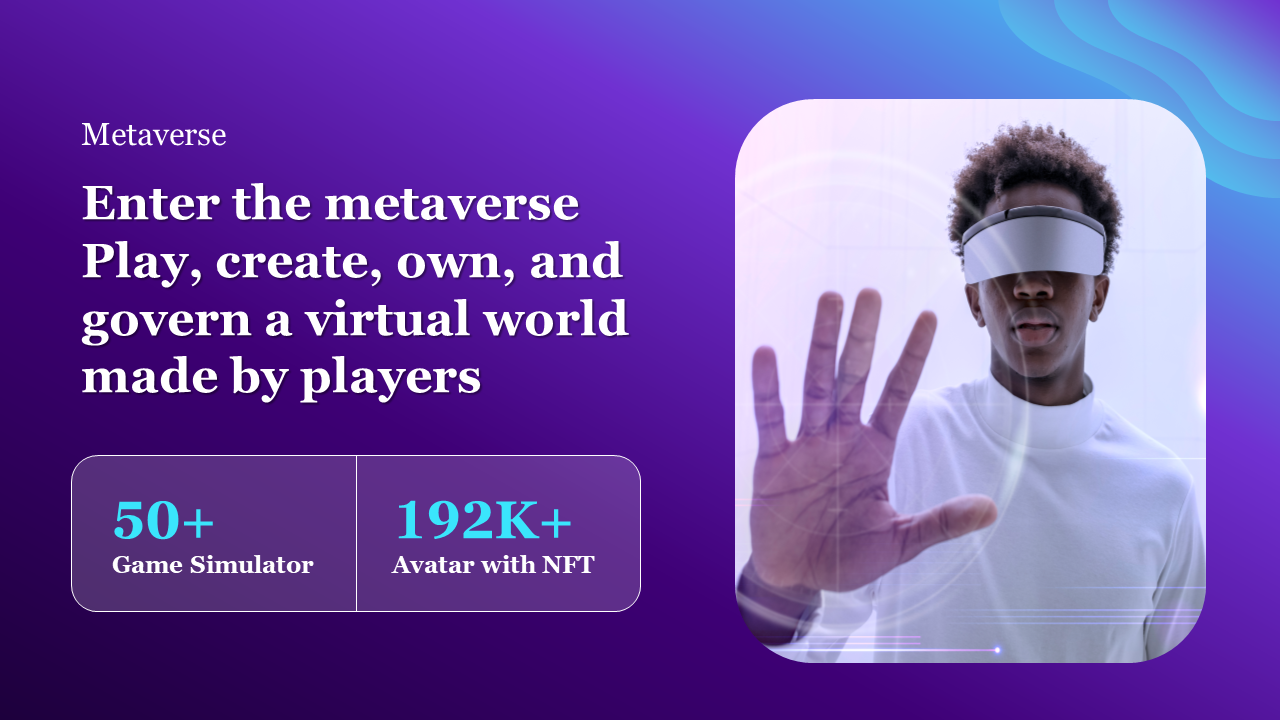 Metaverse
Enter the metaverse
Play, create, own, and
govern a virtual world
made by players
50+
Game Simulator
192K+
Avatar with NFT